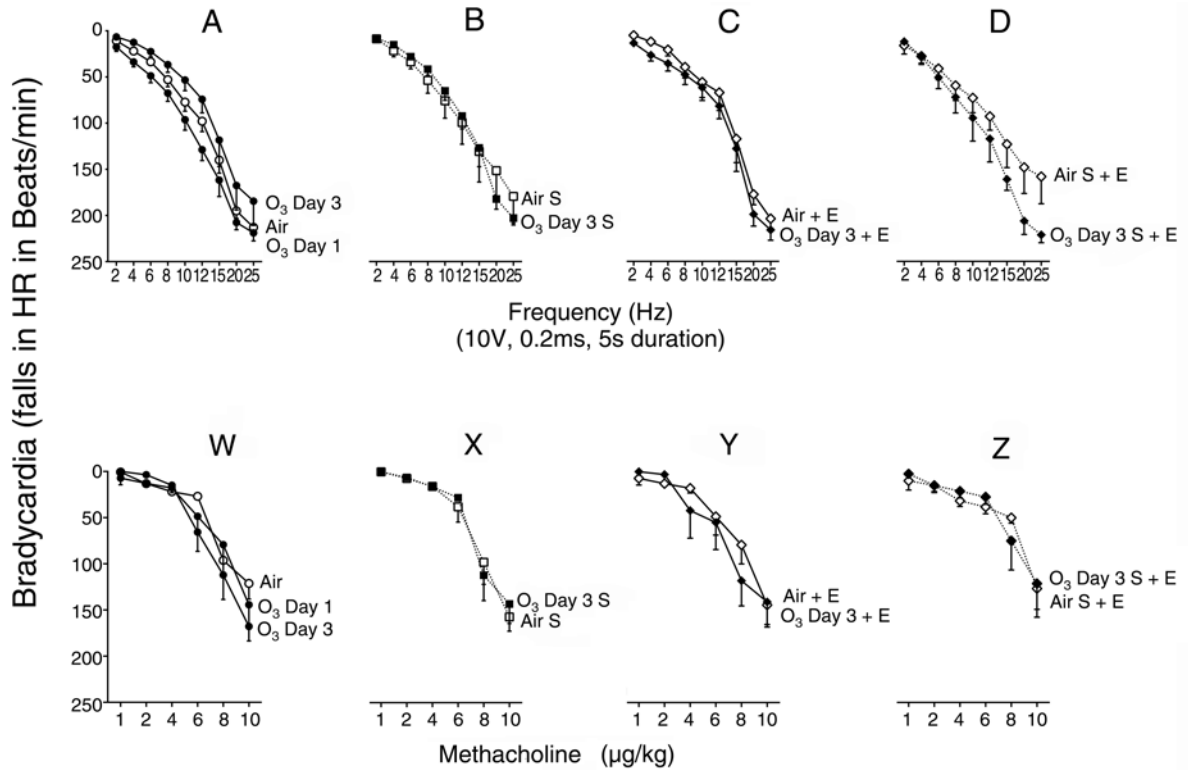 Bradycardia (falls in HR in Beats/min)
A
B
C
D
0
50
100
150
200
250
O₃ Day 3
Air
O₃ Day 1
Air S
O₃ Day 3 S
Air + E
O₃ Day 3 + E
Air S + E
O₃ Day 3 S + E
2 4 6 8 10 12 15 20 25
2 4 6 8 10 12 15 20 25
2 4 6 8 10 12 15 20 25
2 4 6 8 10 12 15 20 25
Frequency (Hz)
(10V, 0.2ms, 5s duration)
W
X
Y
Z
0
50
100
150
200
250
Air
O₃ Day 1
O₃ Day 3
O₃ Day 3 S
Air S
Air + E
O₃ Day 3 + E
O₃ Day 3 S + E
Air S + E
1 2 4 6 8 10
1 2 4 6 8 10
1 2 4 6 8 10
1 2 4 6 8 10
Methacholine (µg/kg)